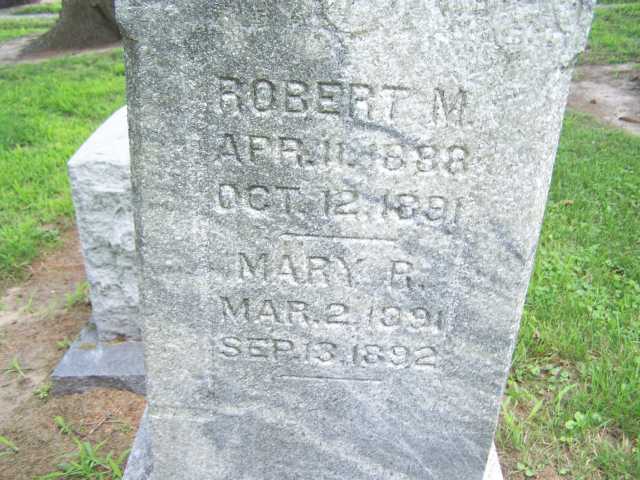 ROBERT M.
APR. 11. 1888
OCT. 12. 1891
MARY R.
MAR. 2. 1891
SEP. 13. 1892